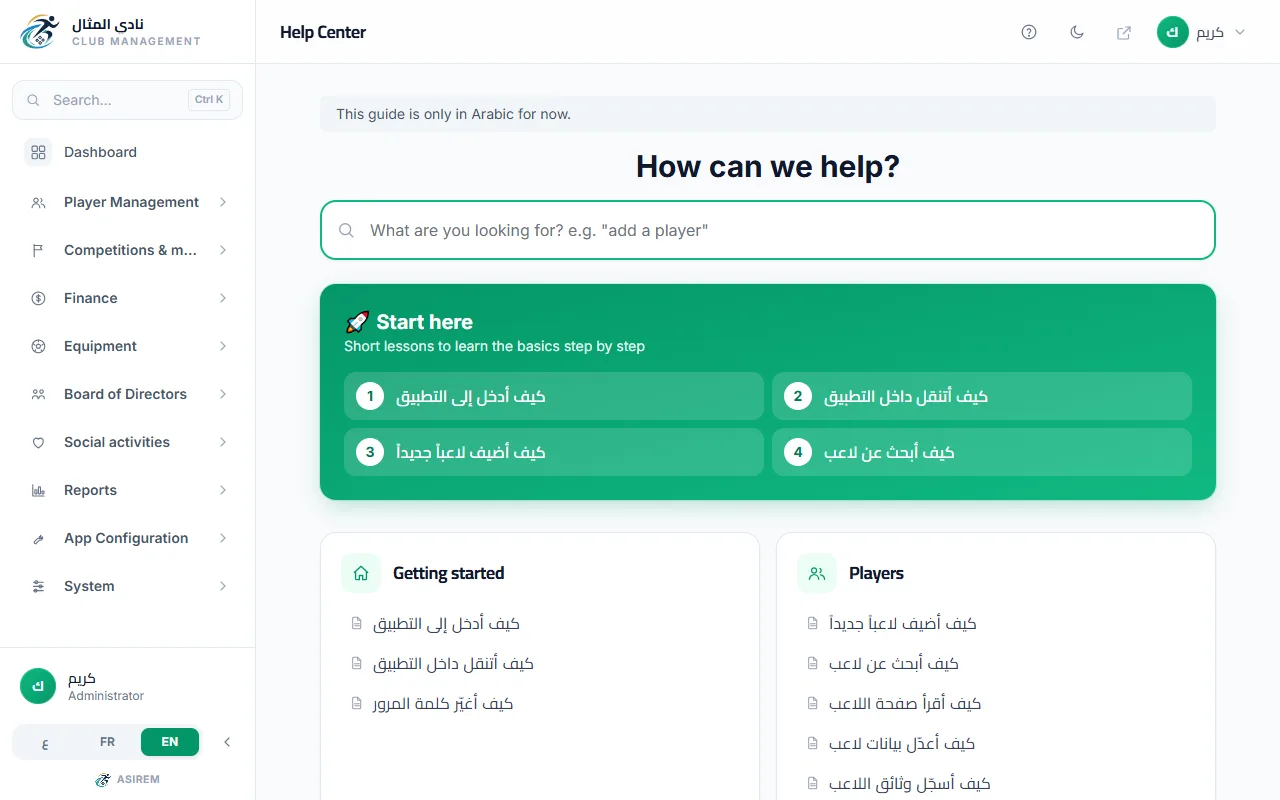 نادي المثال
CLUB MANAGEMENT
Search...
Ctrl K
Dashboard
Player Management
Competitions & m...
Finance
Equipment
Board of Directors
Social activities
Reports
App Configuration
System
ك
كريم
Administrator
ع
FR
EN
ASIREM
Help Center
ك
كريم
This guide is only in Arabic for now.
How can we help?
What are you looking for? e.g. "add a player"
🚀 Start here
Short lessons to learn the basics step by step
1 كيف أدخل إلى التطبيق
2 كيف أتنقل داخل التطبيق
3 كيف أضيف لاعباً جديداً
4 كيف أبحث عن لاعب
Getting started
كيف أدخل إلى التطبيق
كيف أتنقل داخل التطبيق
كيف أغيّر كلمة المرور
Players
كيف أضيف لاعباً جديداً
كيف أبحث عن لاعب
كيف أقرأ صفحة اللاعب
كيف أعدّل بيانات لاعب
كيف أسجّل وثائق اللاعب